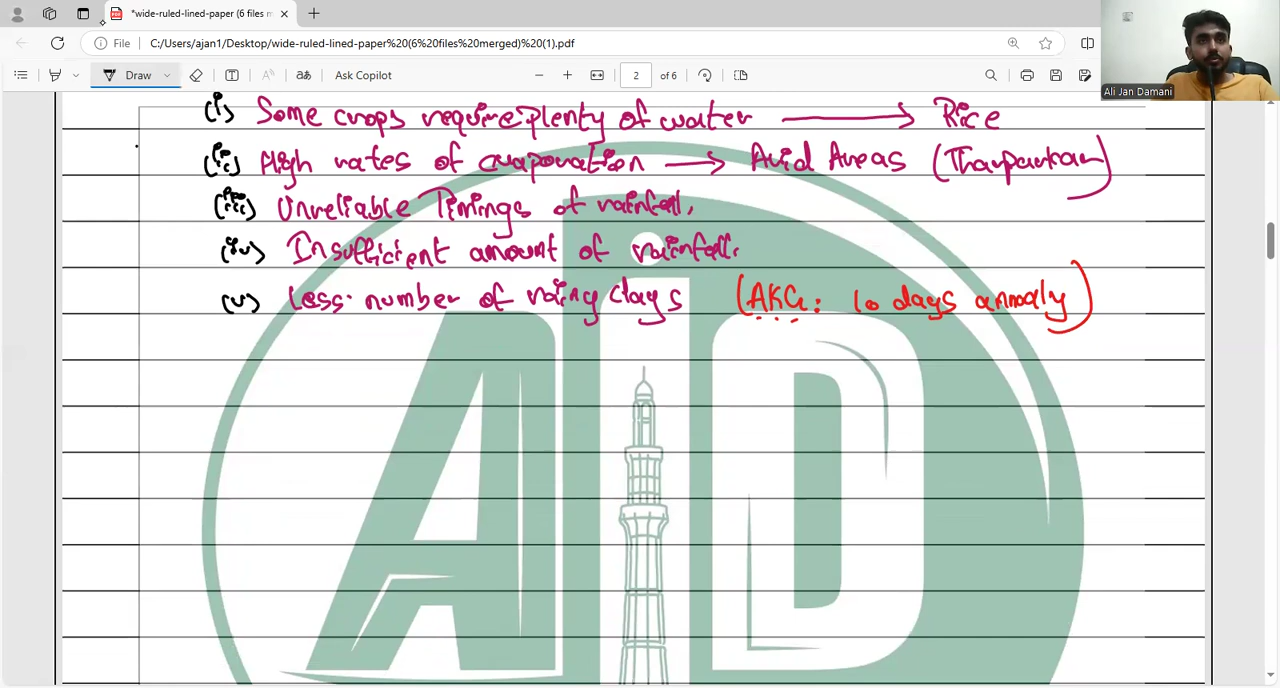 *wide-ruled-lined-paper (6 files m
File C:/Users/ajan1/Desktop/wide-ruled-lined-paper%20(6%20files%20merged)%20(1).pdf
Draw Ask Copilot 2 of 6
Ali Jan Damani
(i) Some crops require plenty of water → Rice
(ii) High rates of evaporation → Arid Areas (Tharparkar)
(iii) Unreliable Timings of rainfall.
(iv) Insufficient amount of rainfall.
(v) Less number of rainy days (AKG: 10 days annualy)
AiD